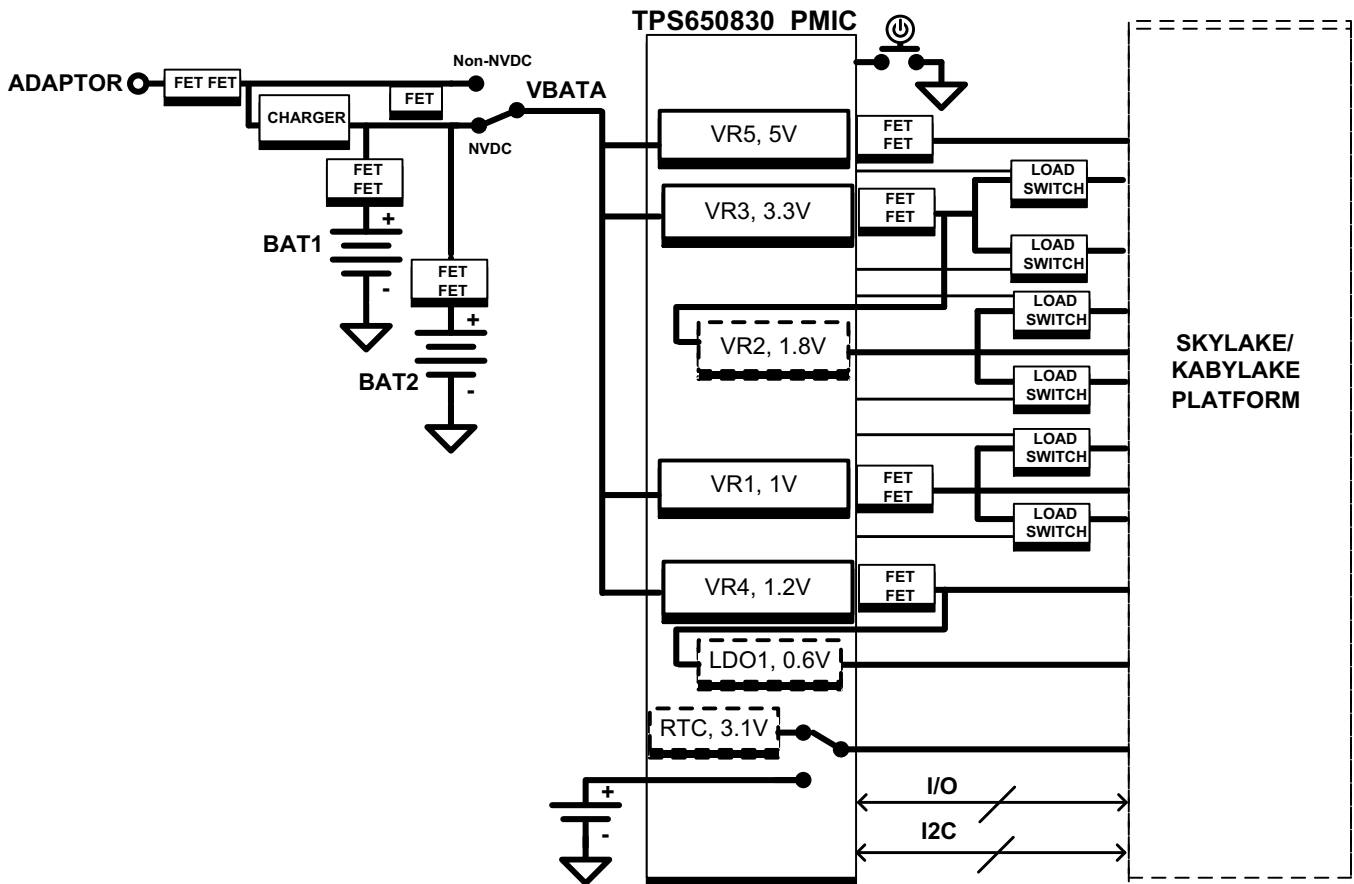 TPS650830 PMIC
Non-NVDC
ADAPTOR
FET FET
VBATA
FET
CHARGER
NVDC
VR5, 5V
FET
FET
LOAD
SWITCH
FET
FET
VR3, 3.3V
FET
FET
+
BAT1
-
LOAD
SWITCH
FET
FET
LOAD
SWITCH
+
BAT2
-
VR2, 1.8V
LOAD
SWITCH
SKYLAKE/
KABYLAKE
PLATFORM
LOAD
SWITCH
VR1, 1V
FET
FET
LOAD
SWITCH
VR4, 1.2V
FET
FET
LDO1, 0.6V
RTC, 3.1V
+
-
I/O
I2C